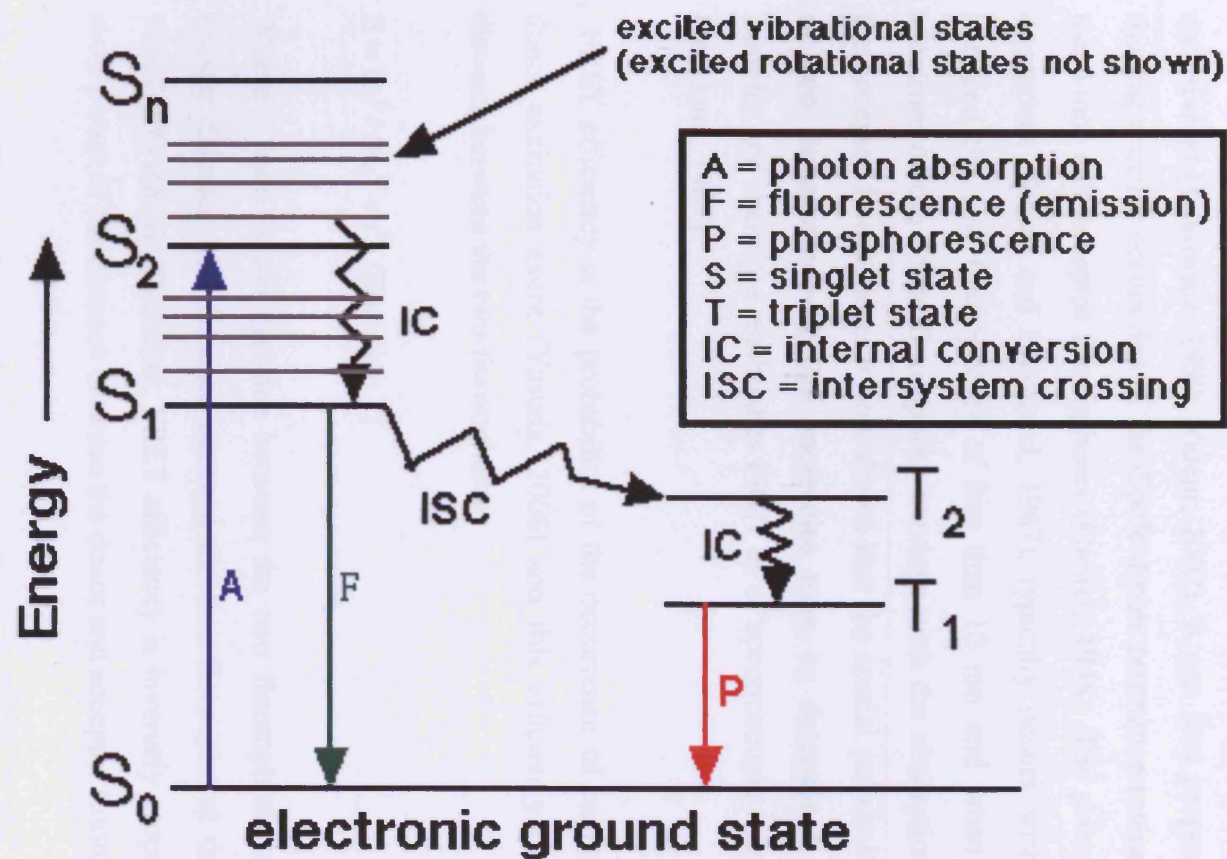 excited vibrational states
(excited rotational states not shown)
Sn
A = photon absorption
F = fluorescence (emission)
P = phosphorescence
S = singlet state
T = triplet state
IC = internal conversion
ISC = intersystem crossing
S2
IC
S1
Energy
ISC
T2
IC
A
F
T1
P
S0
electronic ground state